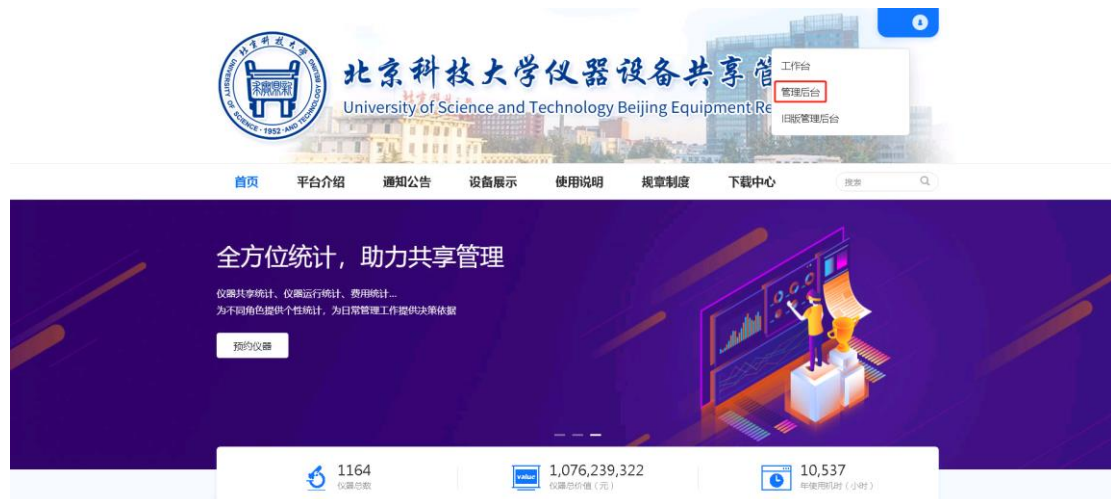 北京科技大学仪器设备共享管
University of Science and Technology Beijing Equipment Re
工作台
管理后台
旧版管理后台
首页 平台介绍 通知公告 设备展示 使用说明 规章制度 下载中心 搜索
全方位统计，助力共享管理
仪器共享统计、仪器运行统计、费用统计...
为不同角色提供个性统计，为日常管理工作提供决策依据
预约仪器
1164
仪器总数
value
1,076,239,322
仪器总价值（元）
10,537
年使用机时（小时）